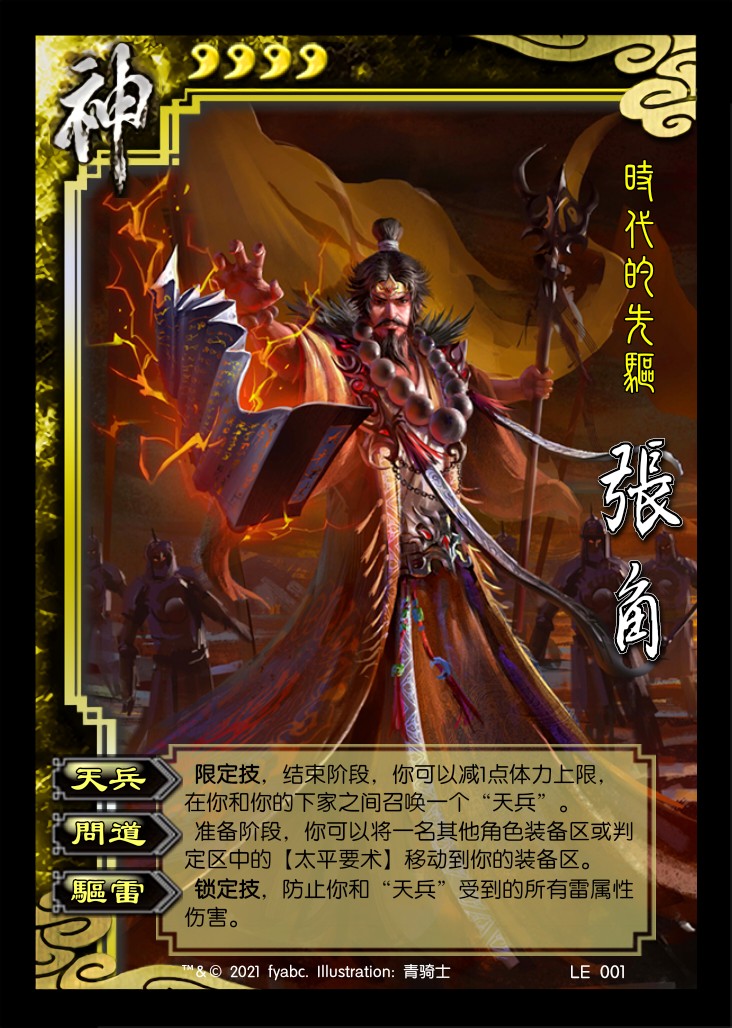 神
時代的先驅
張角
天兵
限定技，结束阶段，你可以减1点体力上限，
在你和你的下家之间召唤一个“天兵”。
問道
准备阶段，你可以将一名其他角色装备区或判
定区中的【太平要术】移动到你的装备区。
驅雷
锁定技，防止你和“天兵”受到的所有雷属性
伤害。
™&© 2021 fyabc. Illustration: 青骑士
LE 001